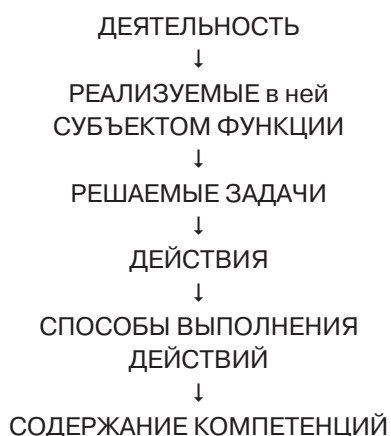 ДЕЯТЕЛЬНОСТЬ
↓
РЕАЛИЗУЕМЫЕ в ней
СУБЪЕКТОМ ФУНКЦИИ
↓
РЕШАЕМЫЕ ЗАДАЧИ
↓
ДЕЙСТВИЯ
↓
СПОСОБЫ ВЫПОЛНЕНИЯ
ДЕЙСТВИЙ
↓
СОДЕРЖАНИЕ КОМПЕТЕНЦИЙ